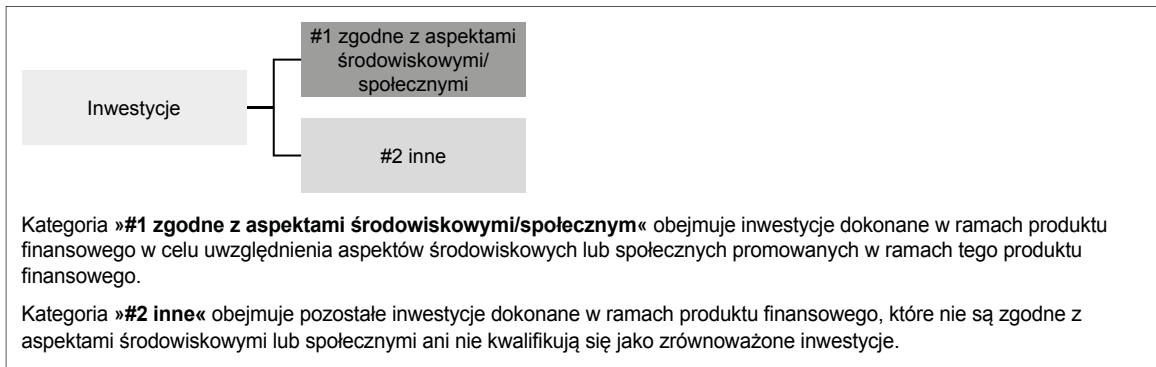 #1 zgodne z aspektami
środowiskowymi/
społecznymi
Inwestycje
#2 inne
Kategoria »#1 zgodne z aspektami środowiskowymi/społecznym« obejmuje inwestycje dokonane w ramach produktu
finansowego w celu uwzględnienia aspektów środowiskowych lub społecznych promowanych w ramach tego produktu
finansowego.
Kategoria »#2 inne« obejmuje pozostałe inwestycje dokonane w ramach produktu finansowego, które nie są zgodne z
aspektami środowiskowymi lub społecznymi ani nie kwalifikują się jako zrównoważone inwestycje.